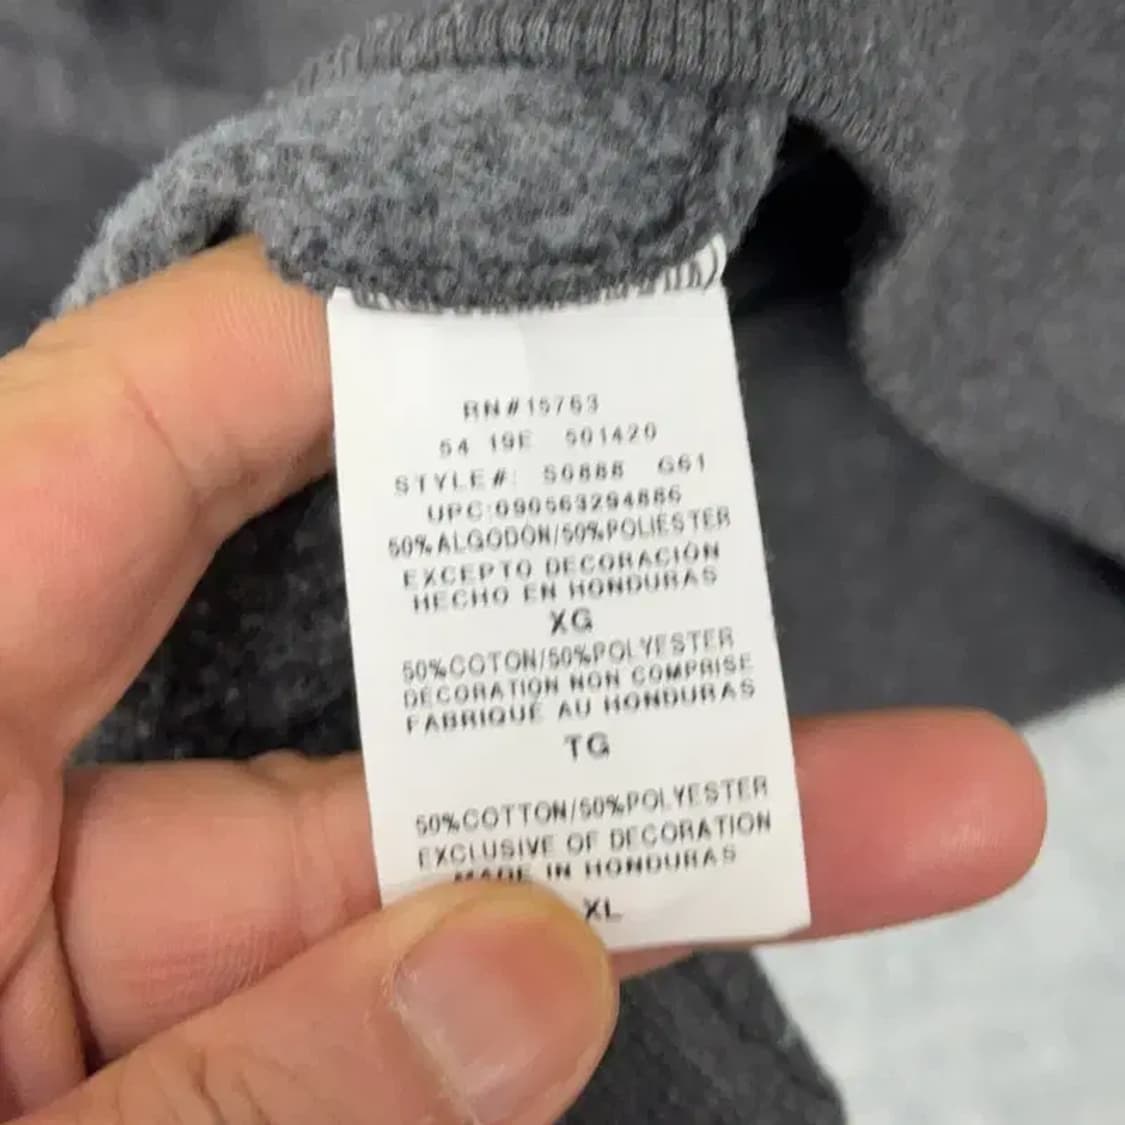 RN#15763
54 19E 501420
STYLE#: S0888 G61
UPC:090563294886
50%ALGODON/50%POLIÉSTER
EXCEPTO DECORACIÓN
HECHO EN HONDURAS
XG
50%COTON/50%POLYESTER
DÉCORATION NON COMPRISE
FABRIQUÉ AU HONDURAS
TG
50%COTTON/50%POLYESTER
EXCLUSIVE OF DECORATION
MADE IN HONDURAS
XL